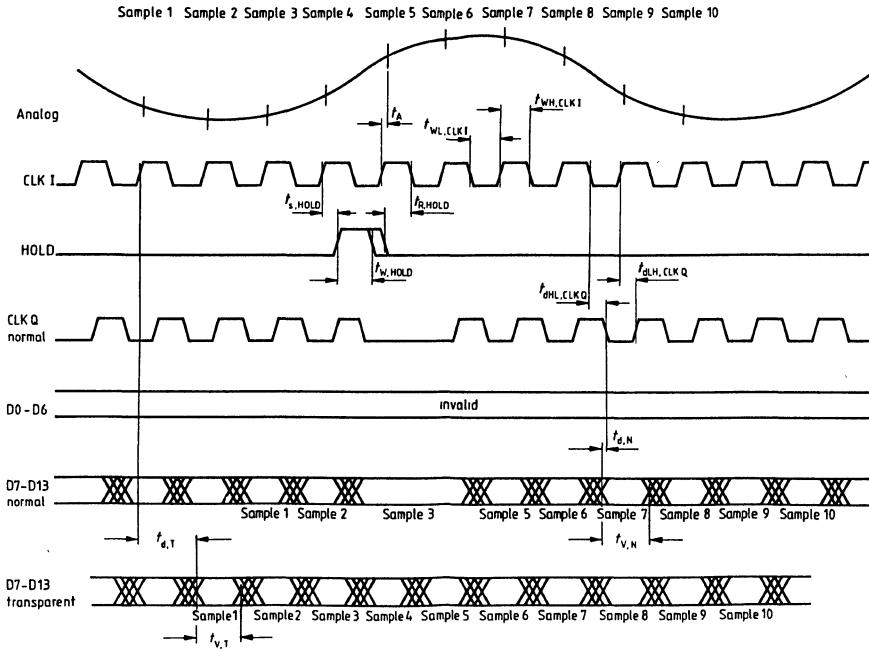 Sample 1 Sample 2 Sample 3 Sample 4 Sample 5 Sample 6 Sample 7 Sample 8 Sample 9 Sample 10
Analog
t_A
t_WL,CLK I
t_WH,CLK I
CLK I
t_s,HOLD
t_R,HOLD
HOLD
t_W,HOLD
t_dHL,CLK Q
t_dLH,CLK Q
CLK Q
normal
D0-D6
invalid
t_d,N
D7-D13
normal
Sample 1 Sample 2 Sample 3 Sample 5 Sample 6 Sample 7 Sample 8 Sample 9 Sample 10
t_d,T
t_V,N
D7-D13
transparent
Sample 1 Sample 2 Sample 3 Sample 4 Sample 5 Sample 6 Sample 7 Sample 8 Sample 9 Sample 10
t_V,T